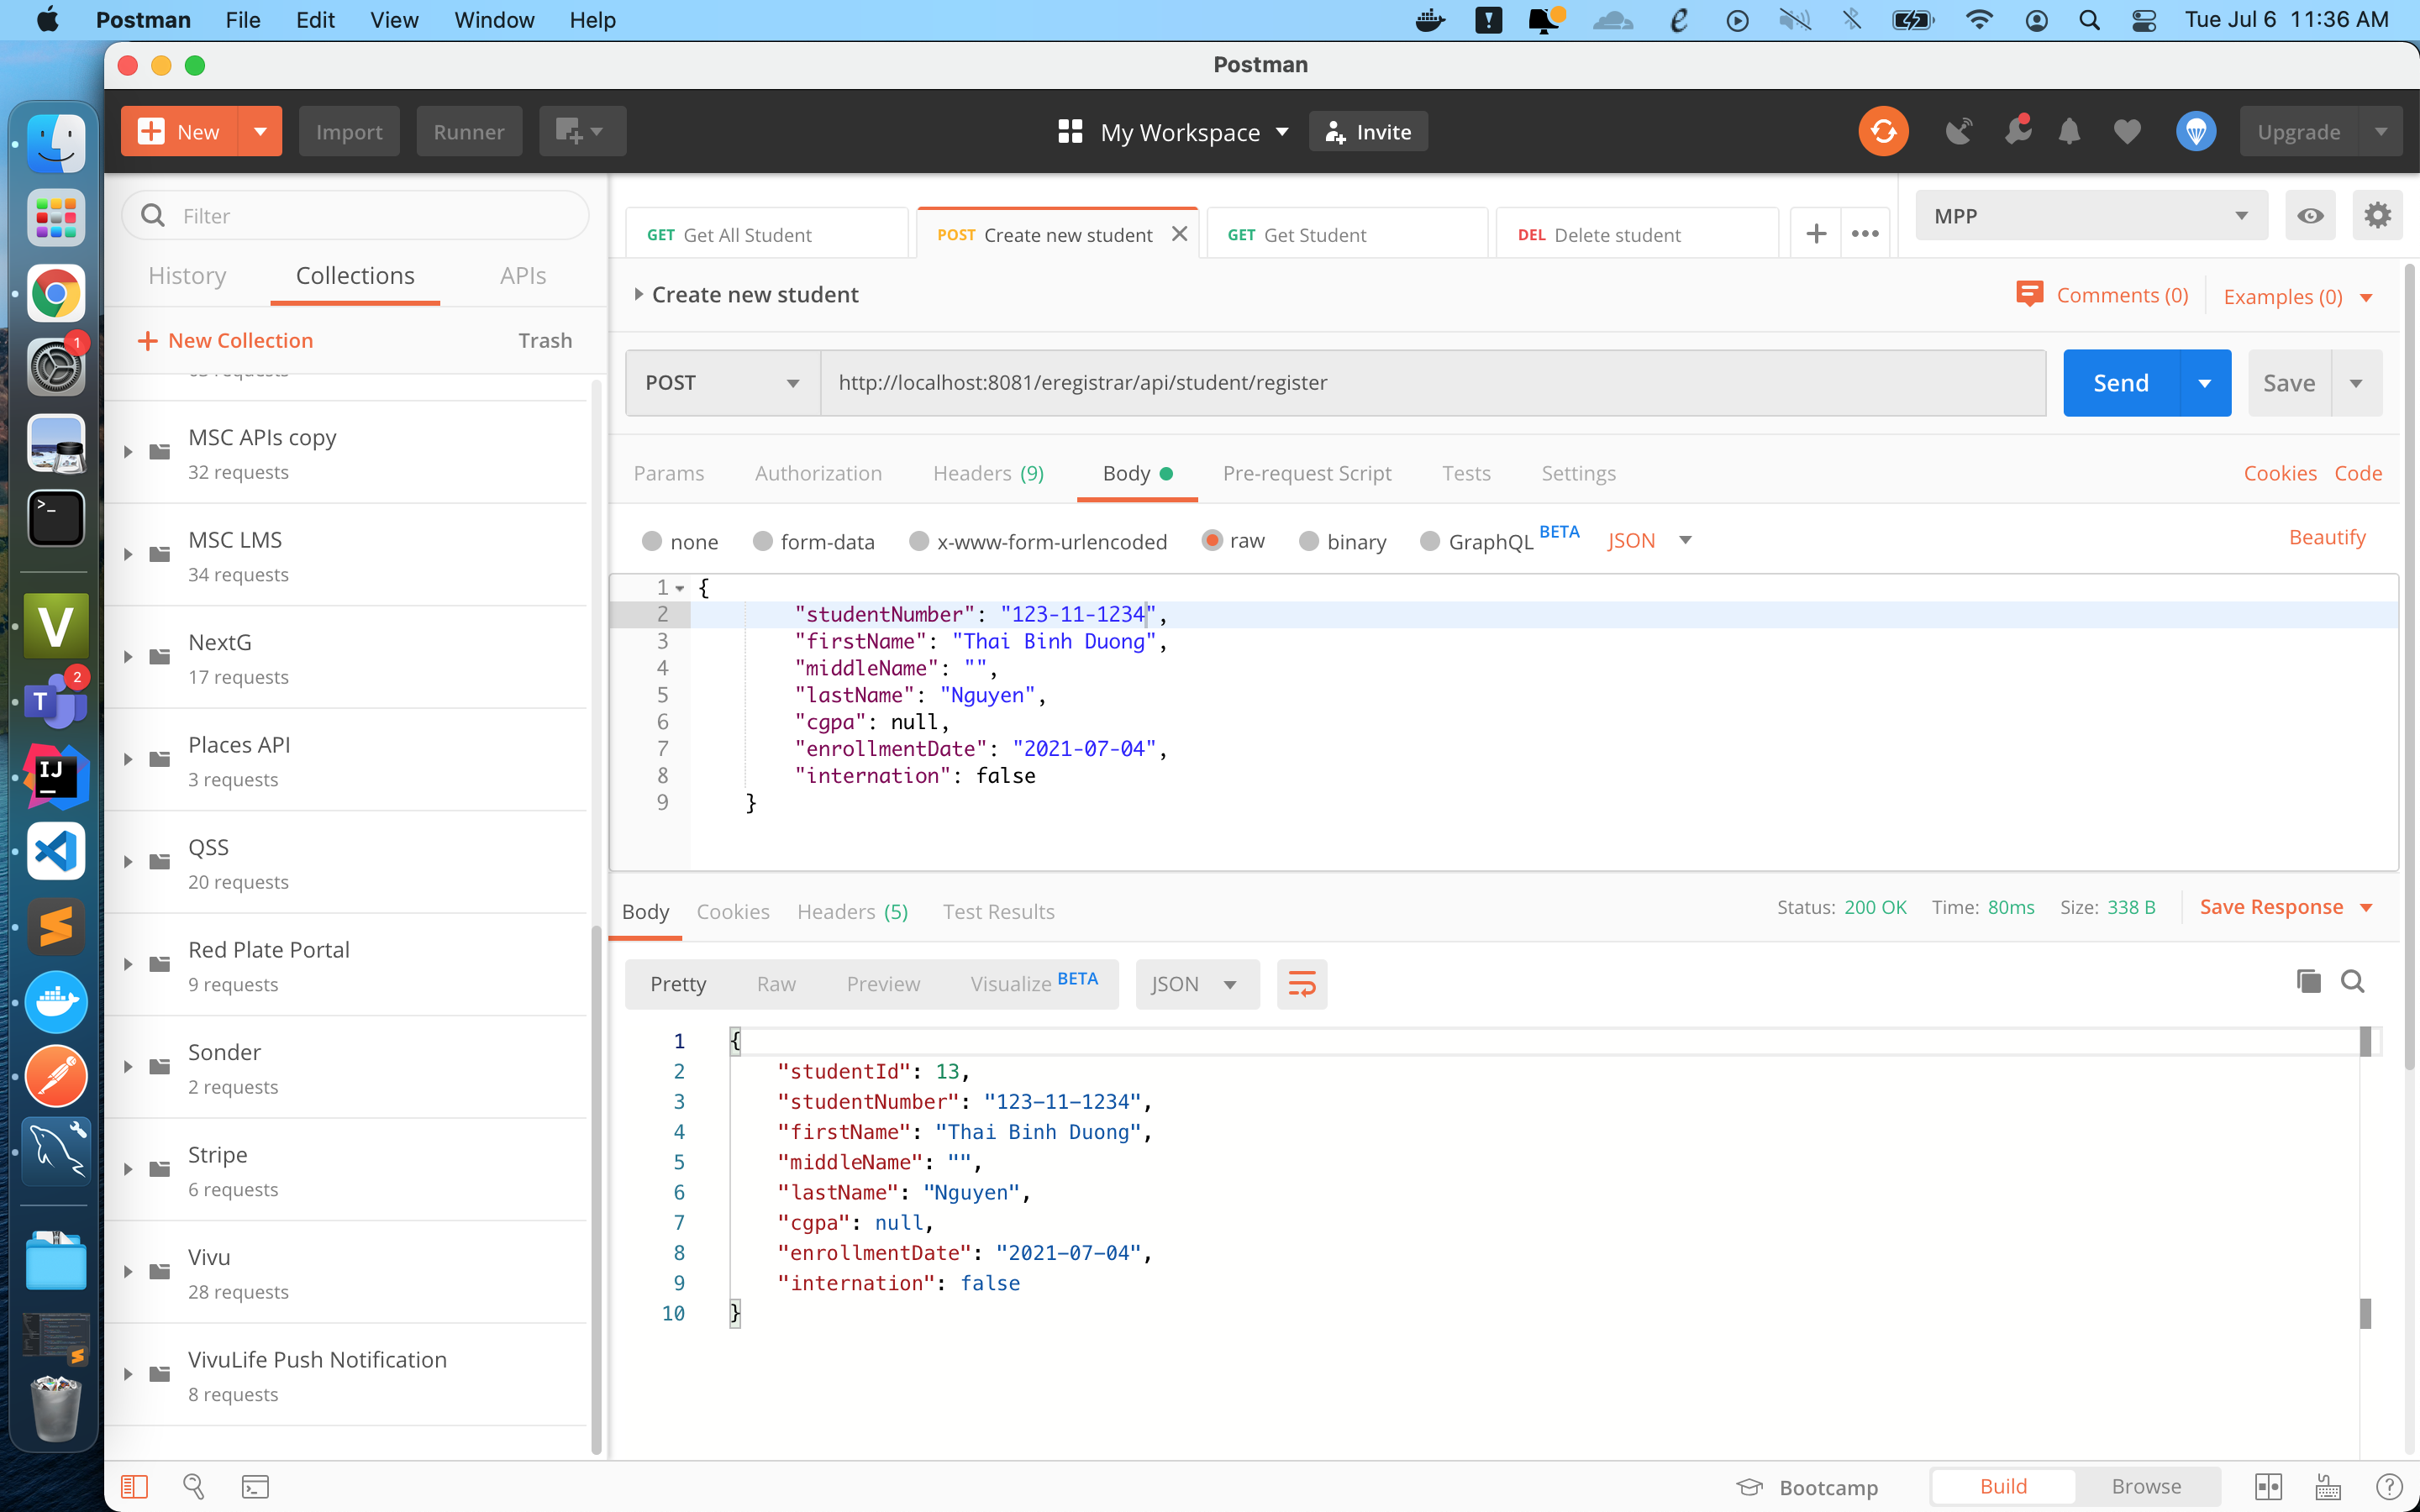 Postman File Edit View Window Help Tue Jul 6 11:36 AM
Postman
New Import Runner My Workspace Invite Upgrade
Filter
GET Get All Student POST Create new student GET Get Student DEL Delete student MPP
History Collections APIs
Create new student Comments (0) Examples (0)
New Collection Trash
POST http://localhost:8081/eregistrar/api/student/register Send Save
MSC APIs copy
32 requests
MSC LMS
34 requests
NextG
17 requests
Places API
3 requests
QSS
20 requests
Red Plate Portal
9 requests
Sonder
2 requests
Stripe
6 requests
Vivu
28 requests
VivuLife Push Notification
8 requests
Params Authorization Headers (9) Body Pre-request Script Tests Settings Cookies Code
none form-data x-www-form-urlencoded raw binary GraphQL BETA JSON Beautify
1 {
2 "studentNumber": "123-11-1234",
3 "firstName": "Thai Binh Duong",
4 "middleName": "",
5 "lastName": "Nguyen",
6 "cgpa": null,
7 "enrollmentDate": "2021-07-04",
8 "internation": false
9 }
Body Cookies Headers (5) Test Results Status: 200 OK Time: 80ms Size: 338 B Save Response
Pretty Raw Preview Visualize BETA JSON
1 {
2 "studentId": 13,
3 "studentNumber": "123-11-1234",
4 "firstName": "Thai Binh Duong",
5 "middleName": "",
6 "lastName": "Nguyen",
7 "cgpa": null,
8 "enrollmentDate": "2021-07-04",
9 "internation": false
10 }
Bootcamp Build Browse
1
>_
V
2
T
IJ